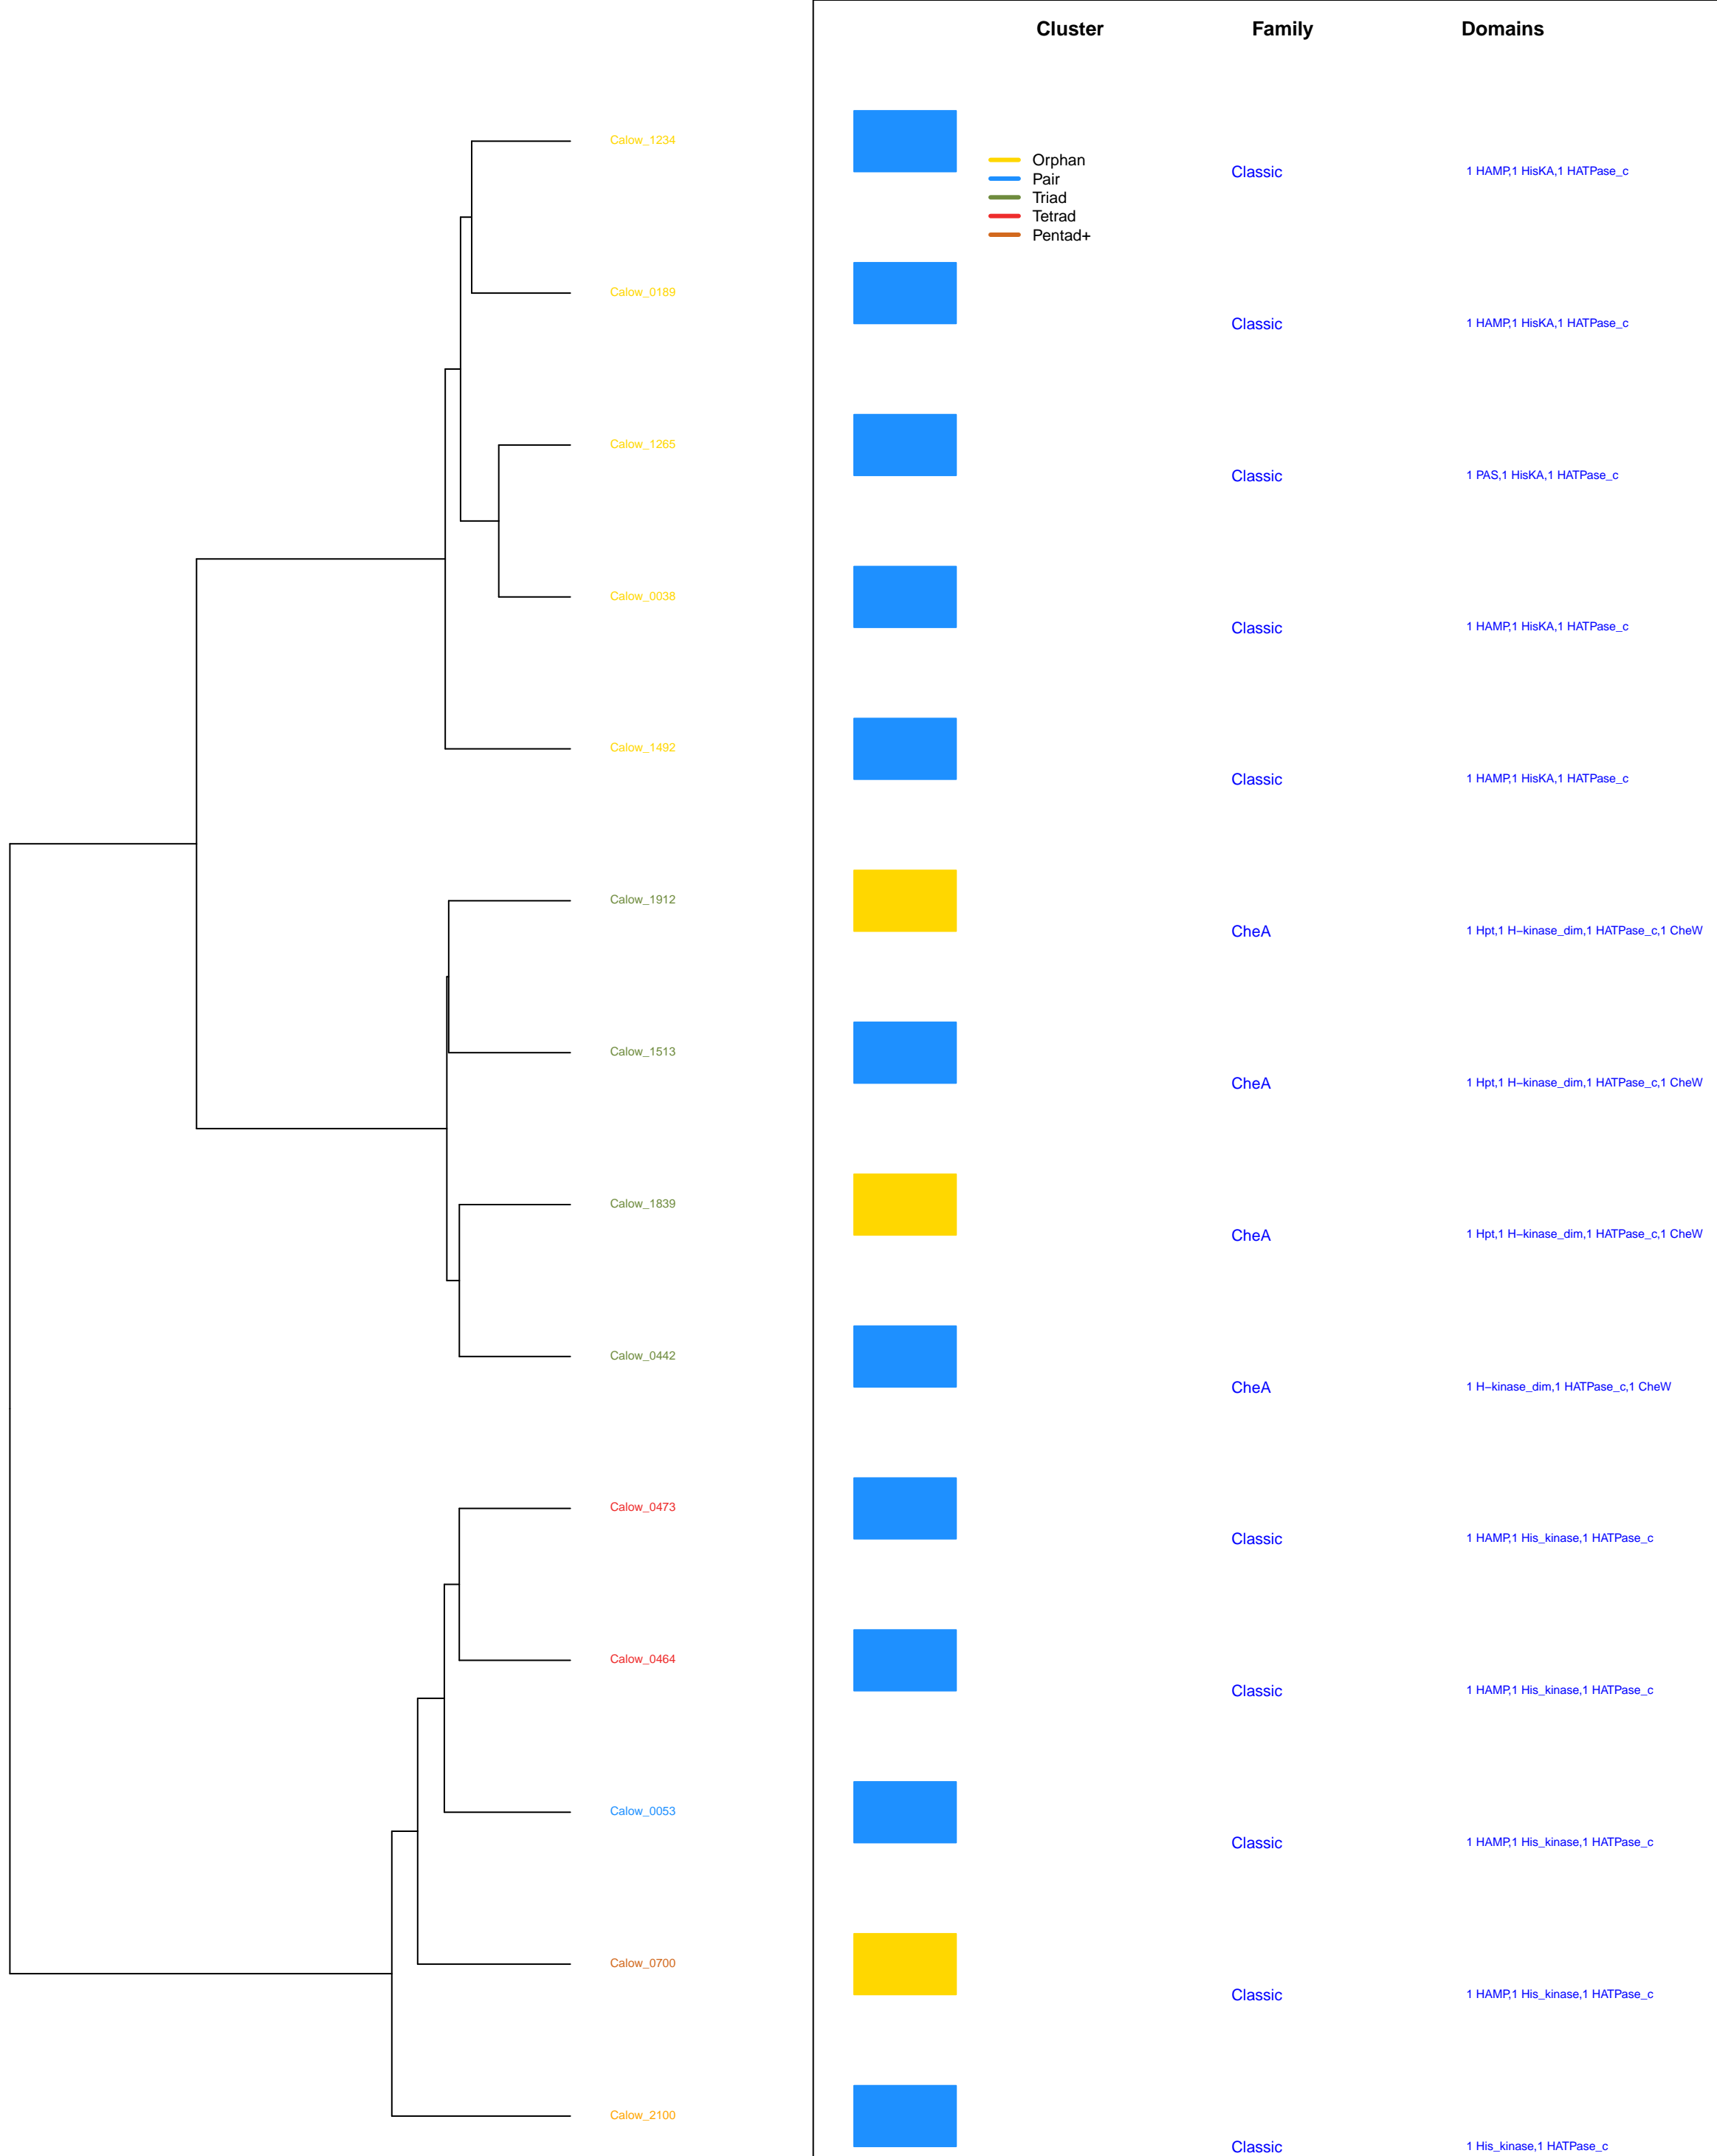 Cluster Family Domains
Calow_1234
Orphan
Pair
Classic 1 HAMP,1 HisKA,1 HATPase_c
Triad
Tetrad
Pentad+
Calow_0189
Classic 1 HAMP,1 HisKA,1 HATPase_c
Calow_1265
Classic 1 PAS,1 HisKA,1 HATPase_c
Calow_0038
Classic 1 HAMP,1 HisKA,1 HATPase_c
Calow_1492
Classic 1 HAMP,1 HisKA,1 HATPase_c
Calow_1912
CheA 1 Hpt,1 H−kinase_dim,1 HATPase_c,1 CheW
Calow_1513
CheA 1 Hpt,1 H−kinase_dim,1 HATPase_c,1 CheW
Calow_1839
CheA 1 Hpt,1 H−kinase_dim,1 HATPase_c,1 CheW
Calow_0442
CheA 1 H−kinase_dim,1 HATPase_c,1 CheW
Calow_0473
Classic 1 HAMP,1 His_kinase,1 HATPase_c
Calow_0464
Classic 1 HAMP,1 His_kinase,1 HATPase_c
Calow_0053
Classic 1 HAMP,1 His_kinase,1 HATPase_c
Calow_0700
Classic 1 HAMP,1 His_kinase,1 HATPase_c
Calow_2100
Classic 1 His_kinase,1 HATPase_c